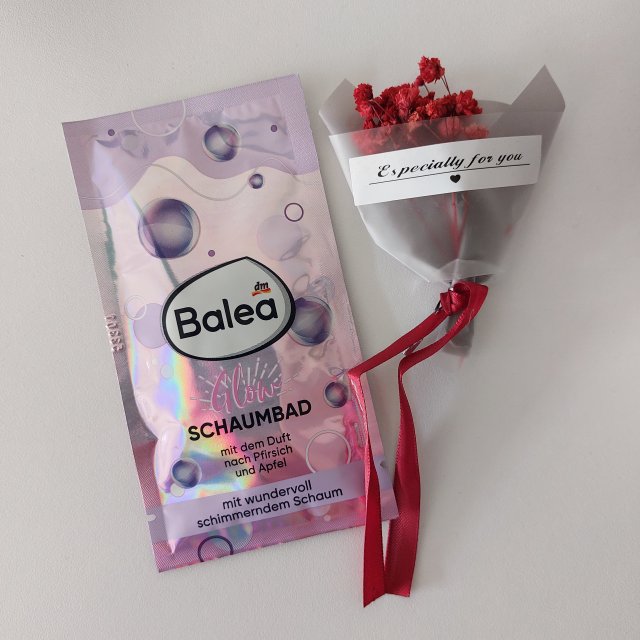 Especially for you
dm
Balea
Glow
SCHAUMBAD
mit dem Duft
nach Pfirsich
und Apfel
mit wundervoll
schimmerndem Schaum